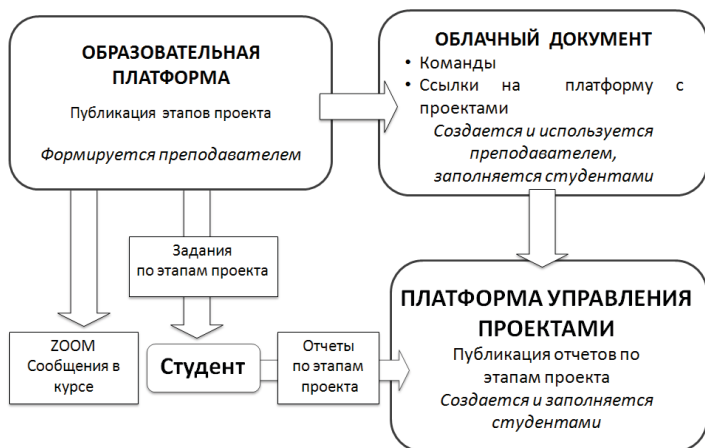 ОБРАЗОВАТЕЛЬНАЯ
ПЛАТФОРМА
Публикация этапов проекта
Формируется преподавателем
ОБЛАЧНЫЙ ДОКУМЕНТ
• Команды
• Ссылки на платформу с
проектами
Создается и используется
преподавателем,
заполняется студентами
Задания
по этапам проекта
ZOOM
Сообщения в
курсе
Студент
Отчеты
по этапам
проекта
ПЛАТФОРМА УПРАВЛЕНИЯ
ПРОЕКТАМИ
Публикация отчетов по
этапам проекта
Создается и заполняется
студентами